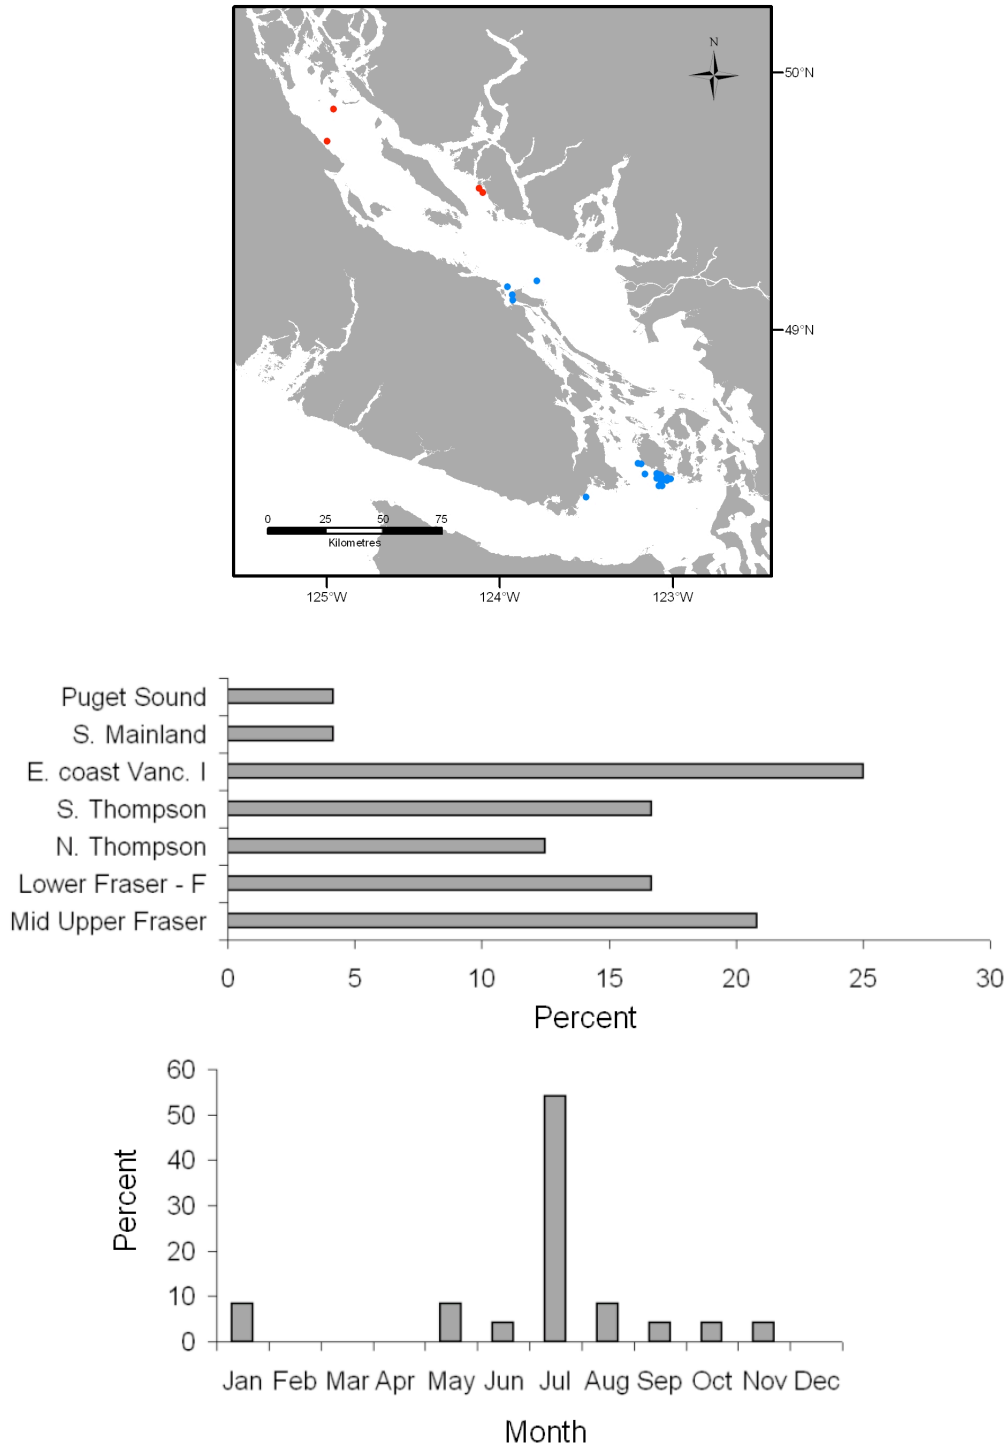 N
50°N
49°N
0 25 50 75
Kilometres
125°W 124°W 123°W
Puget Sound
S. Mainland
E. coast Vanc. I
S. Thompson
N. Thompson
Lower Fraser - F
Mid Upper Fraser
0 5 10 15 20 25 30
Percent
60
50
40
30
20
10
0
Percent
Jan Feb Mar Apr May Jun Jul Aug Sep Oct Nov Dec
Month